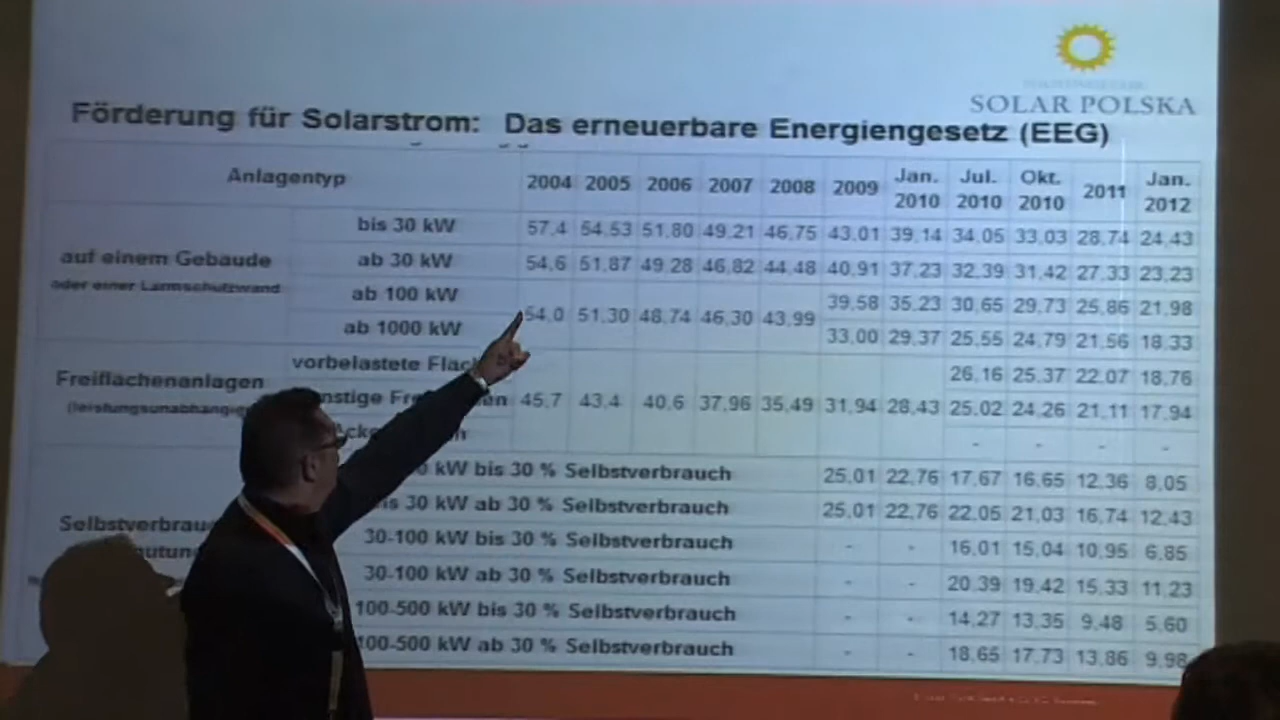 SOLAR POLSKA
Förderung für Solarstrom: Das erneuerbare Energiengesetz (EEG)
Anlagentyp 2004 2005 2006 2007 2008 2009 Jan. 2010 Jul. 2010 Okt. 2010 2011 Jan. 2012
auf einem Gebäude
oder einer Lärmschutzwand
bis 30 kW 57,4 54,53 51,80 49,21 46,75 43,01 39,14 34,05 33,03 28,74 24,43
ab 30 kW 54,6 51,87 49,28 46,82 44,48 40,91 37,23 32,39 31,42 27,33 23,23
ab 100 kW 54,0 51,30 48,74 46,30 43,99 39,58 35,23 30,65 29,73 25,86 21,98
ab 1000 kW 33,00 29,37 25,55 24,79 21,56 18,33
Freiflächenanlagen
vorbelastete 26,16 25,37 22,07 18,76
45,7 43,4 40,6 37,96 35,49 31,94 28,43 25,02 24,26 21,11 17,94
- - - -
kW bis 30 % Selbstverbrauch 25,01 22,76 17,67 16,65 12,36 8,05
30 kW ab 30 % Selbstverbrauch 25,01 22,76 22,05 21,03 16,74 12,43
30-100 kW bis 30 % Selbstverbrauch - - 16,01 15,04 10,95 6,85
30-100 kW ab 30 % Selbstverbrauch - - 20,39 19,42 15,33 11,23
100-500 kW bis 30 % Selbstverbrauch - - 14,27 13,35 9,48 5,60
100-500 kW ab 30 % Selbstverbrauch - - 18,65 17,73 13,86 9,98